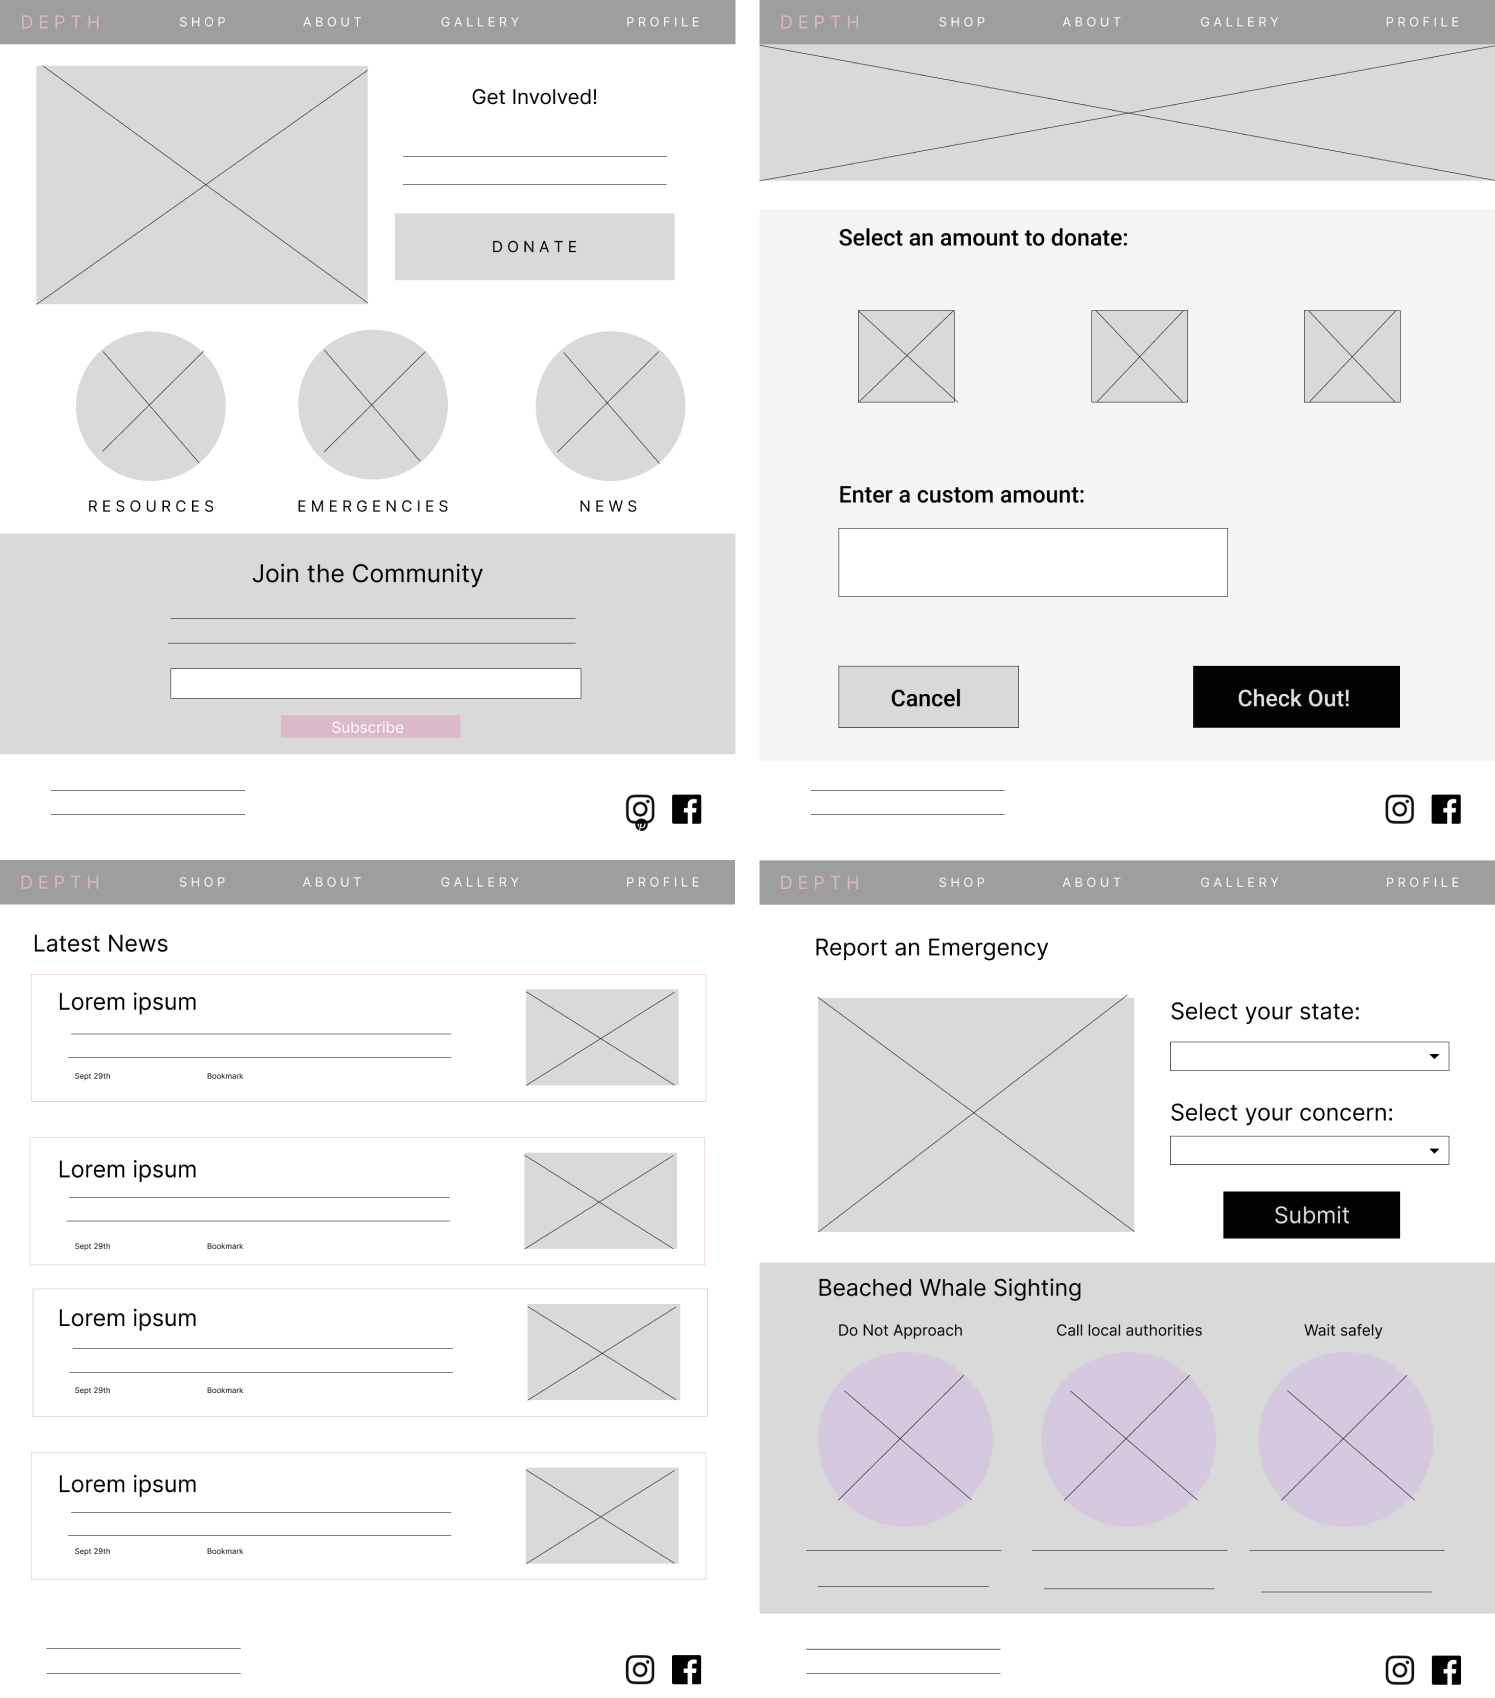 DEPTH SHOP ABOUT GALLERY PROFILE
Get Involved!
DONATE
RESOURCES EMERGENCIES NEWS
Join the Community
Subscribe
DEPTH SHOP ABOUT GALLERY PROFILE
Select an amount to donate:
Enter a custom amount:
Cancel Check Out!
DEPTH SHOP ABOUT GALLERY PROFILE
Latest News
Lorem ipsum
Sept 29th Bookmark
Lorem ipsum
Sept 29th Bookmark
Lorem ipsum
Sept 29th Bookmark
Lorem ipsum
Sept 29th Bookmark
DEPTH SHOP ABOUT GALLERY PROFILE
Report an Emergency
Select your state:
Select your concern:
Submit
Beached Whale Sighting
Do Not Approach Call local authorities Wait safely